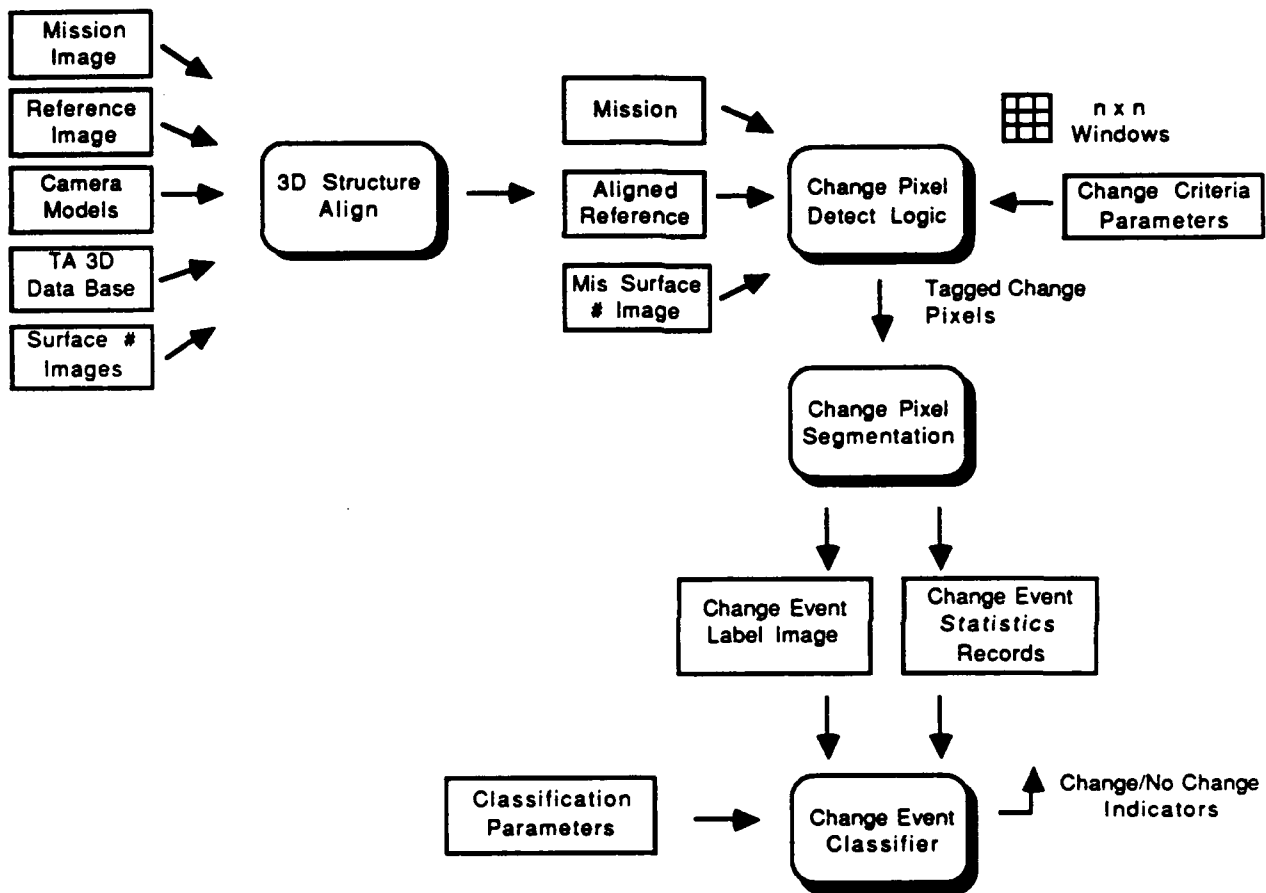 Mission
Image
Reference
Image
Camera
Models
TA 3D
Data Base
Surface #
Images
3D Structure
Align
Mission
Aligned
Reference
Mis Surface
# Image
n x n
Windows
Change Pixel
Detect Logic
Change Criteria
Parameters
Tagged Change
Pixels
Change Pixel
Segmentation
Change Event
Label Image
Change Event
Statistics
Records
Classification
Parameters
Change Event
Classifier
Change/No Change
Indicators